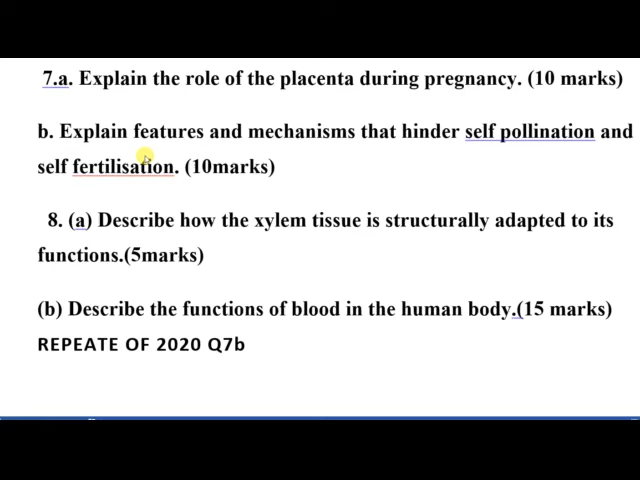 7.a. Explain the role of the placenta during pregnancy. (10 marks)
b. Explain features and mechanisms that hinder self pollination and
self fertilisation. (10marks)
8. (a) Describe how the xylem tissue is structurally adapted to its
functions.(5marks)
(b) Describe the functions of blood in the human body.(15 marks)
REPEATE OF 2020 Q7b